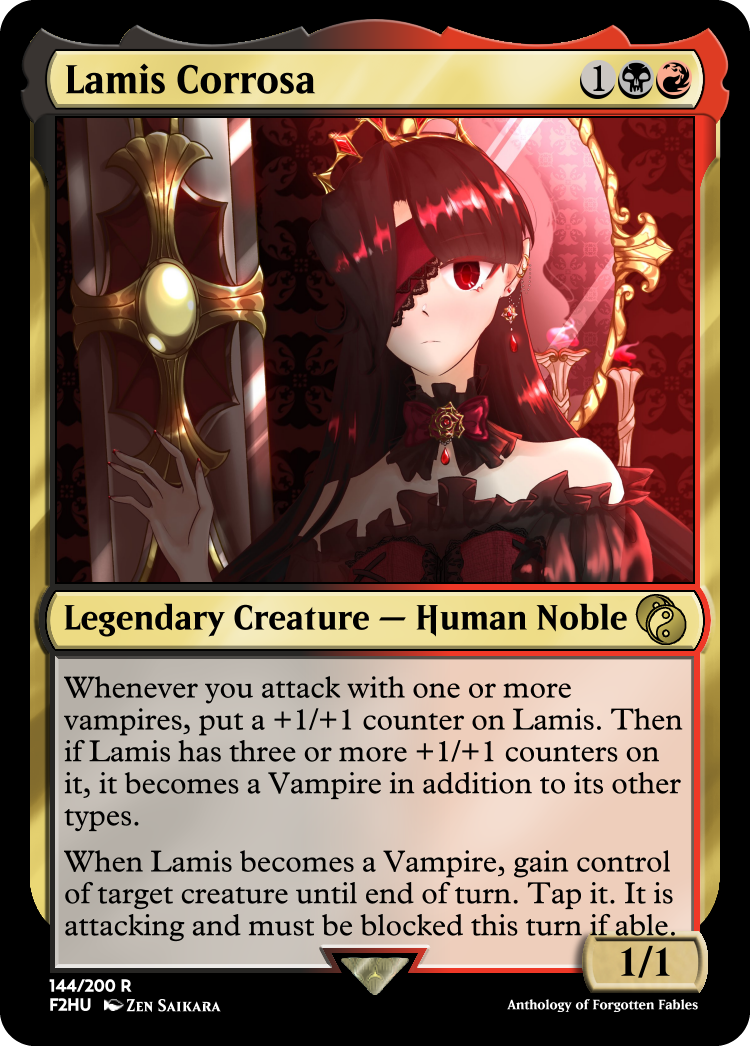 Lamis Corrosa
1
Legendary Creature — Human Noble
Whenever you attack with one or more
vampires, put a +1/+1 counter on Lamis. Then
if Lamis has three or more +1/+1 counters on
it, it becomes a Vampire in addition to its other
types.
When Lamis becomes a Vampire, gain control
of target creature until end of turn. Tap it. It is
attacking and must be blocked this turn if able.
1/1
144/200 R
F2HU Zen Saikara
Anthology of Forgotten Fables